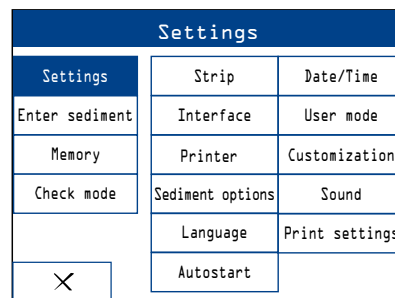 Settings
Settings
Enter sediment
Memory
Check mode
Strip
Date/Time
Interface
User mode
Printer
Customization
Sediment options
Sound
Language
Print settings
Autostart